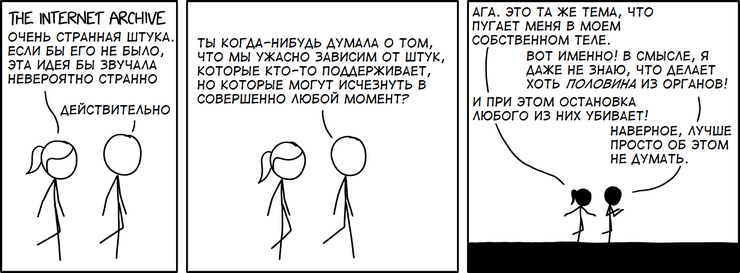 THE INTERNET ARCHIVE
ОЧЕНЬ СТРАННАЯ ШТУКА.
ЕСЛИ БЫ ЕГО НЕ БЫЛО,
ЭТА ИДЕЯ БЫ ЗВУЧАЛА
НЕВЕРОЯТНО СТРАННО
ДЕЙСТВИТЕЛЬНО
ТЫ КОГДА-НИБУДЬ ДУМАЛА О ТОМ,
ЧТО МЫ УЖАСНО ЗАВИСИМ ОТ ШТУК,
КОТОРЫЕ КТО-ТО ПОДДЕРЖИВАЕТ,
НО КОТОРЫЕ МОГУТ ИСЧЕЗНУТЬ В
СОВЕРШЕННО ЛЮБОЙ МОМЕНТ?
АГА. ЭТО ТА ЖЕ ТЕМА, ЧТО
ПУГАЕТ МЕНЯ В МОЕМ
СОБСТВЕННОМ ТЕЛЕ.
ВОТ ИМЕННО! В СМЫСЛЕ, Я
ДАЖЕ НЕ ЗНАЮ, ЧТО ДЕЛАЕТ
ХОТЬ ПОЛОВИНА ИЗ ОРГАНОВ!
И ПРИ ЭТОМ ОСТАНОВКА
ЛЮБОГО ИЗ НИХ УБИВАЕТ!
НАВЕРНОЕ, ЛУЧШЕ
ПРОСТО ОБ ЭТОМ
НЕ ДУМАТЬ.